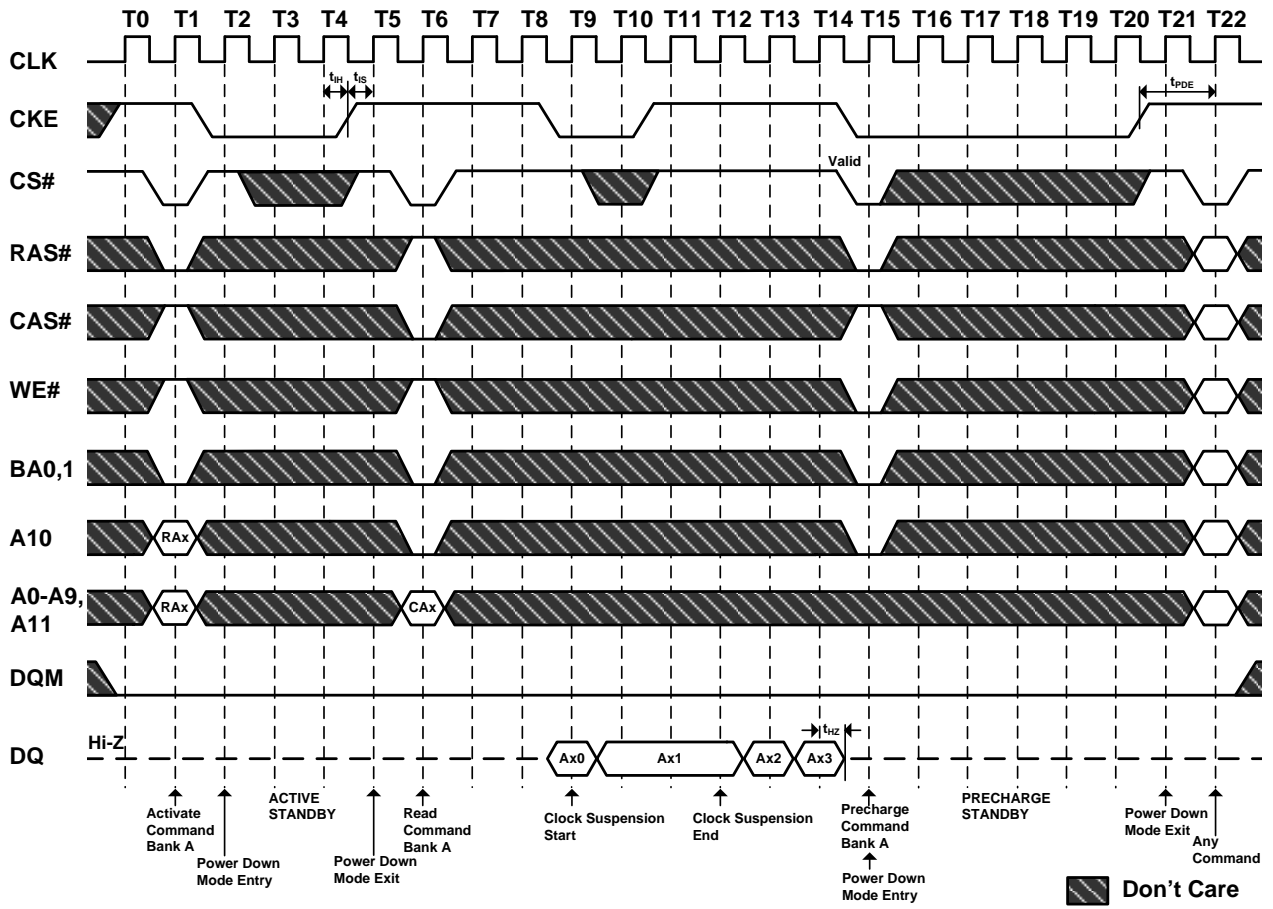 T0 T1 T2 T3 T4 T5 T6 T7 T8 T9 T10 T11 T12 T13 T14 T15 T16 T17 T18 T19 T20 T21 T22
CLK
tIH tIS
tPDE
CKE
Valid
CS#
RAS#
CAS#
WE#
BA0,1
A10
RAx
A0-A9,
A11
RAx
CAx
DQM
Hi-Z
tHZ
DQ
Ax0 Ax1 Ax2 Ax3
Activate
Command
Bank A
Power Down
Mode Entry
ACTIVE
STANDBY
Power Down
Mode Exit
Read
Command
Bank A
Clock Suspension
Start
Clock Suspension
End
Precharge
Command
Bank A
Power Down
Mode Entry
PRECHARGE
STANDBY
Power Down
Mode Exit
Any
Command
Don't Care